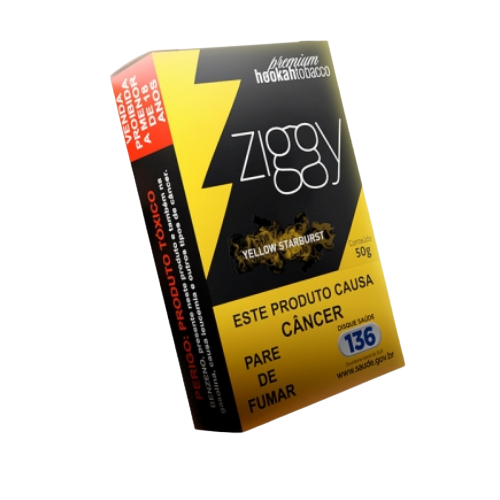 premium
hookahtobacco
ziggy
YELLOW STARBURST
Conteúdo
50g
ESTE PRODUTO CAUSA
CÂNCER
PARE
DE
FUMAR
DISQUE SAÚDE
136
www.saude.gov.br
VENDA
PROIBIDA
A MENOR
DE 18
ANOS
PERIGO: PRODUTO TÓXICO
BENZENO, presente neste produto e também na
gasolina, causa leucemia e outros tipos de câncer.